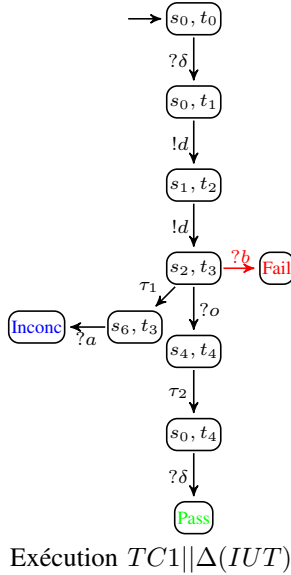 s₀, t₀
?δ
s₀, t₁
!d
s₁, t₂
!d
s₂, t₃ ?b Fail
τ₁ ?o
Inconc ?a s₆, t₃
s₄, t₄
τ₂
s₀, t₄
?δ
Pass
Exécution TC1||Δ(IUT)